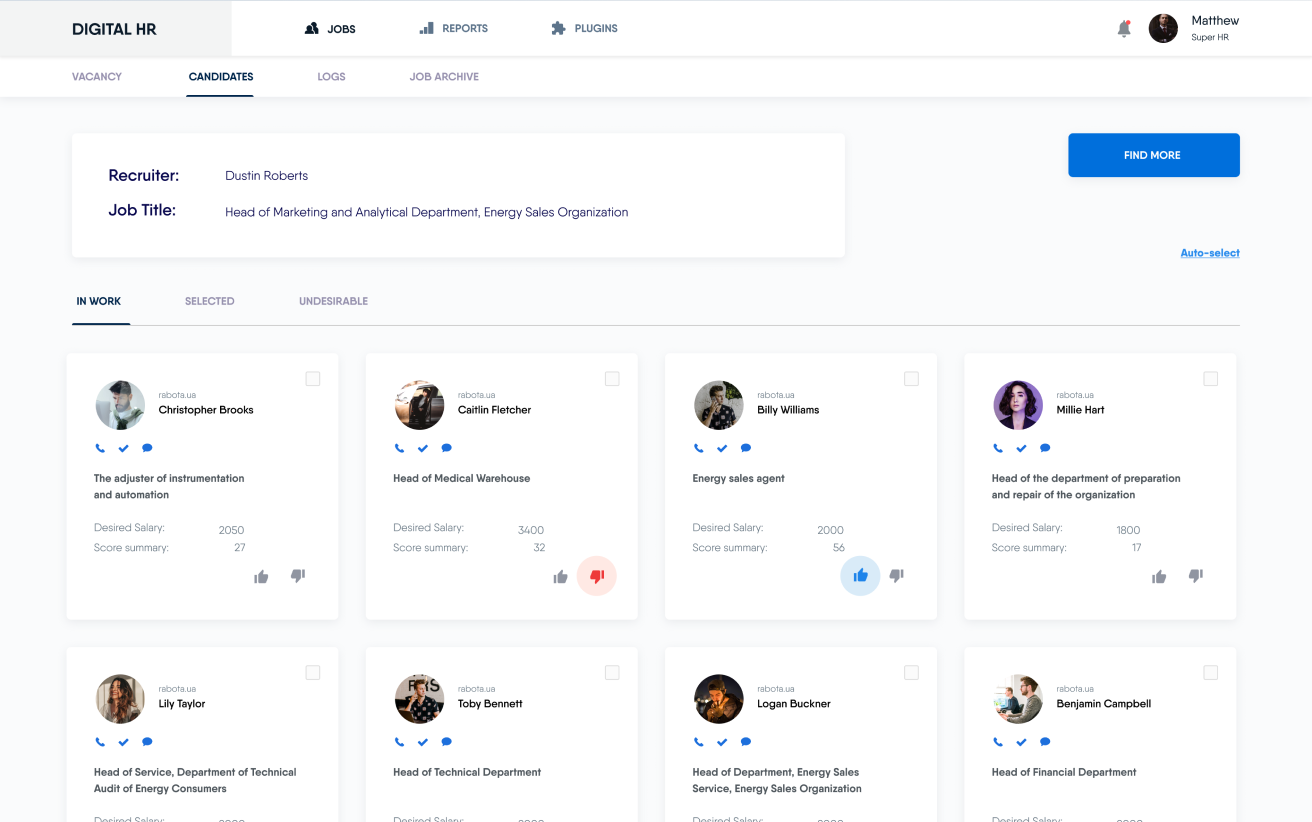 DIGITAL HR
JOBS
REPORTS
PLUGINS
Matthew
Super HR
VACANCY
CANDIDATES
LOGS
JOB ARCHIVE
Recruiter:
Dustin Roberts
Job Title:
Head of Marketing and Analytical Department, Energy Sales Organization
FIND MORE
Auto-select
IN WORK
SELECTED
UNDESIRABLE
rabota.ua
Christopher Brooks
The adjuster of instrumentation
and automation
Desired Salary: 2050
Score summary: 27
rabota.ua
Caitlin Fletcher
Head of Medical Warehouse
Desired Salary: 3400
Score summary: 32
rabota.ua
Billy Williams
Energy sales agent
Desired Salary: 2000
Score summary: 56
rabota.ua
Millie Hart
Head of the department of preparation
and repair of the organization
Desired Salary: 1800
Score summary: 17
rabota.ua
Lily Taylor
Head of Service, Department of Technical
Audit of Energy Consumers
Desired Salary:
rabota.ua
Toby Bennett
Head of Technical Department
Desired Salary:
rabota.ua
Logan Buckner
Head of Department, Energy Sales
Service, Energy Sales Organization
Desired Salary:
rabota.ua
Benjamin Campbell
Head of Financial Department
Desired Salary: